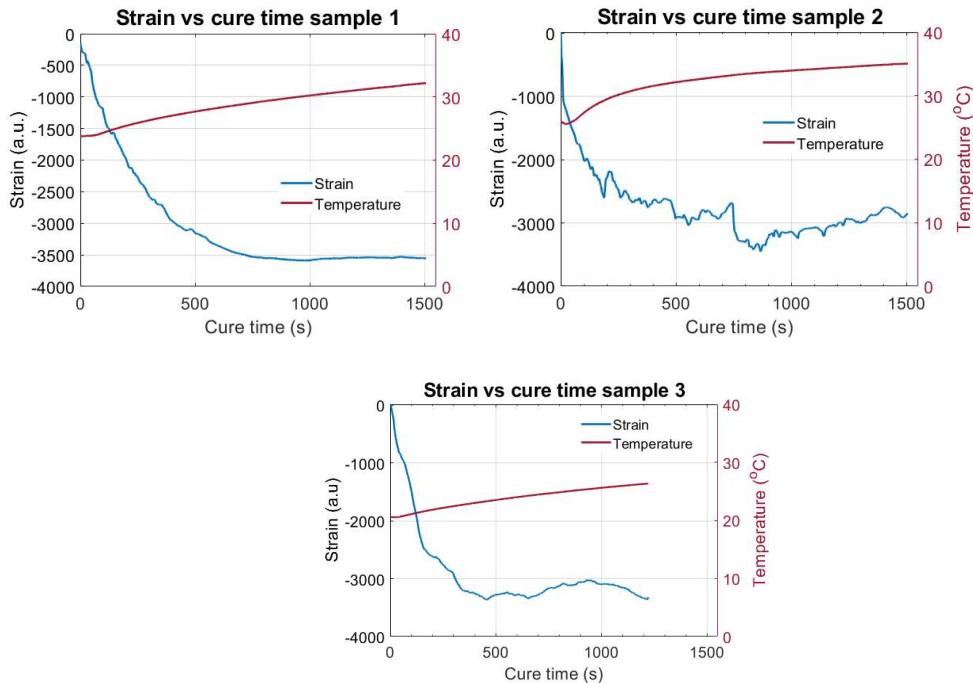 Strain vs cure time sample 1
0
-500
-1000
-1500
-2000
-2500
-3000
-3500
-4000
Strain (a.u.)
Strain
Temperature
40
30
20
10
0
0
500
1000
1500
Cure time (s)
Strain vs cure time sample 2
0
-1000
-2000
-3000
-4000
Strain (a.u.)
Strain
Temperature
40
30
20
10
0
Temperature (°C)
0
500
1000
1500
Cure time (s)
Strain vs cure time sample 3
0
-1000
-2000
-3000
-4000
Strain (a.u)
Strain
Temperature
40
30
20
10
0
Temperature (°C)
0
500
1000
1500
Cure time (s)